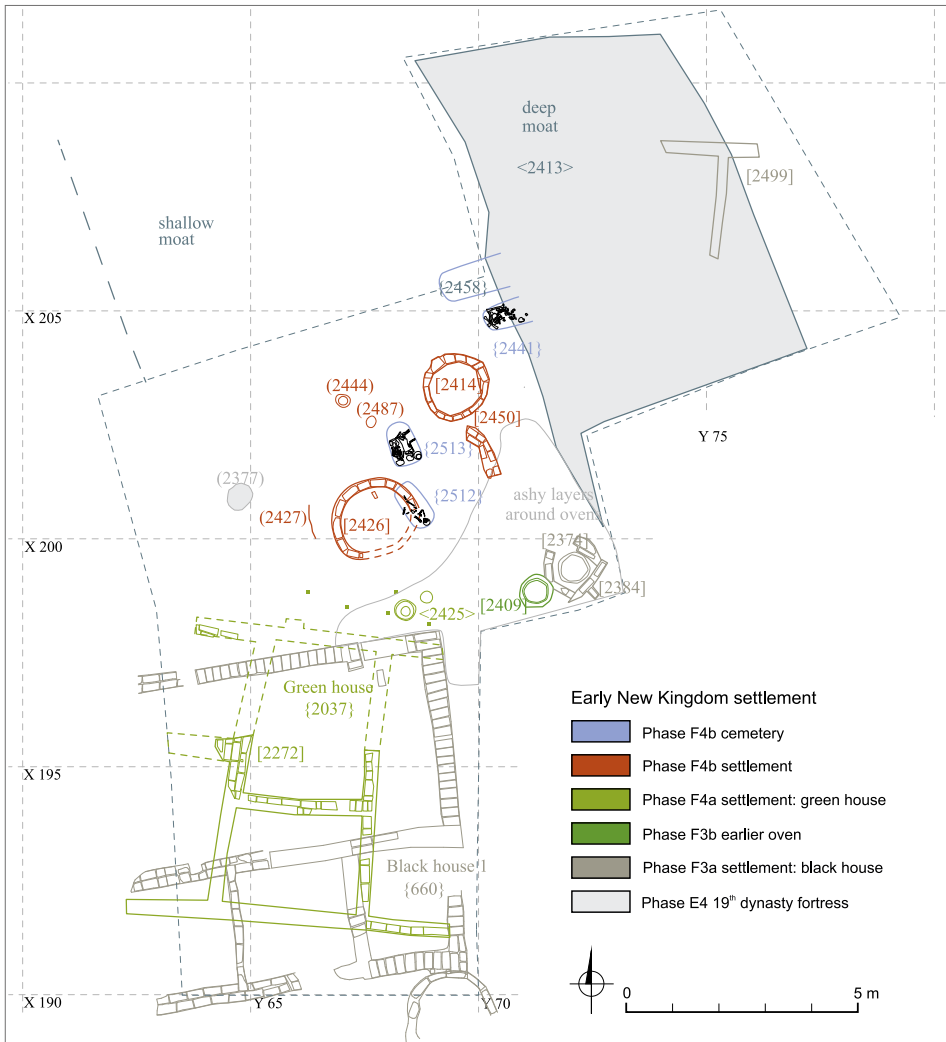 deep
moat
<2413>
[2499]
shallow
moat
{2458}
X 205
{2441}
(2444)
[2414]
(2487)
[2450]
Y 75
{2513}
(2377)
{2512}
ashy layers
around oven
(2427)
[2426]
X 200
[2374]
[2384]
[2409]
<2425>
Green house
{2037}
[2272]
X 195
Black house 1
{660}
X 190
Y 65
Y 70
Early New Kingdom settlement
Phase F4b cemetery
Phase F4b settlement
Phase F4a settlement: green house
Phase F3b earlier oven
Phase F3a settlement: black house
Phase E4 19th dynasty fortress
0
5 m